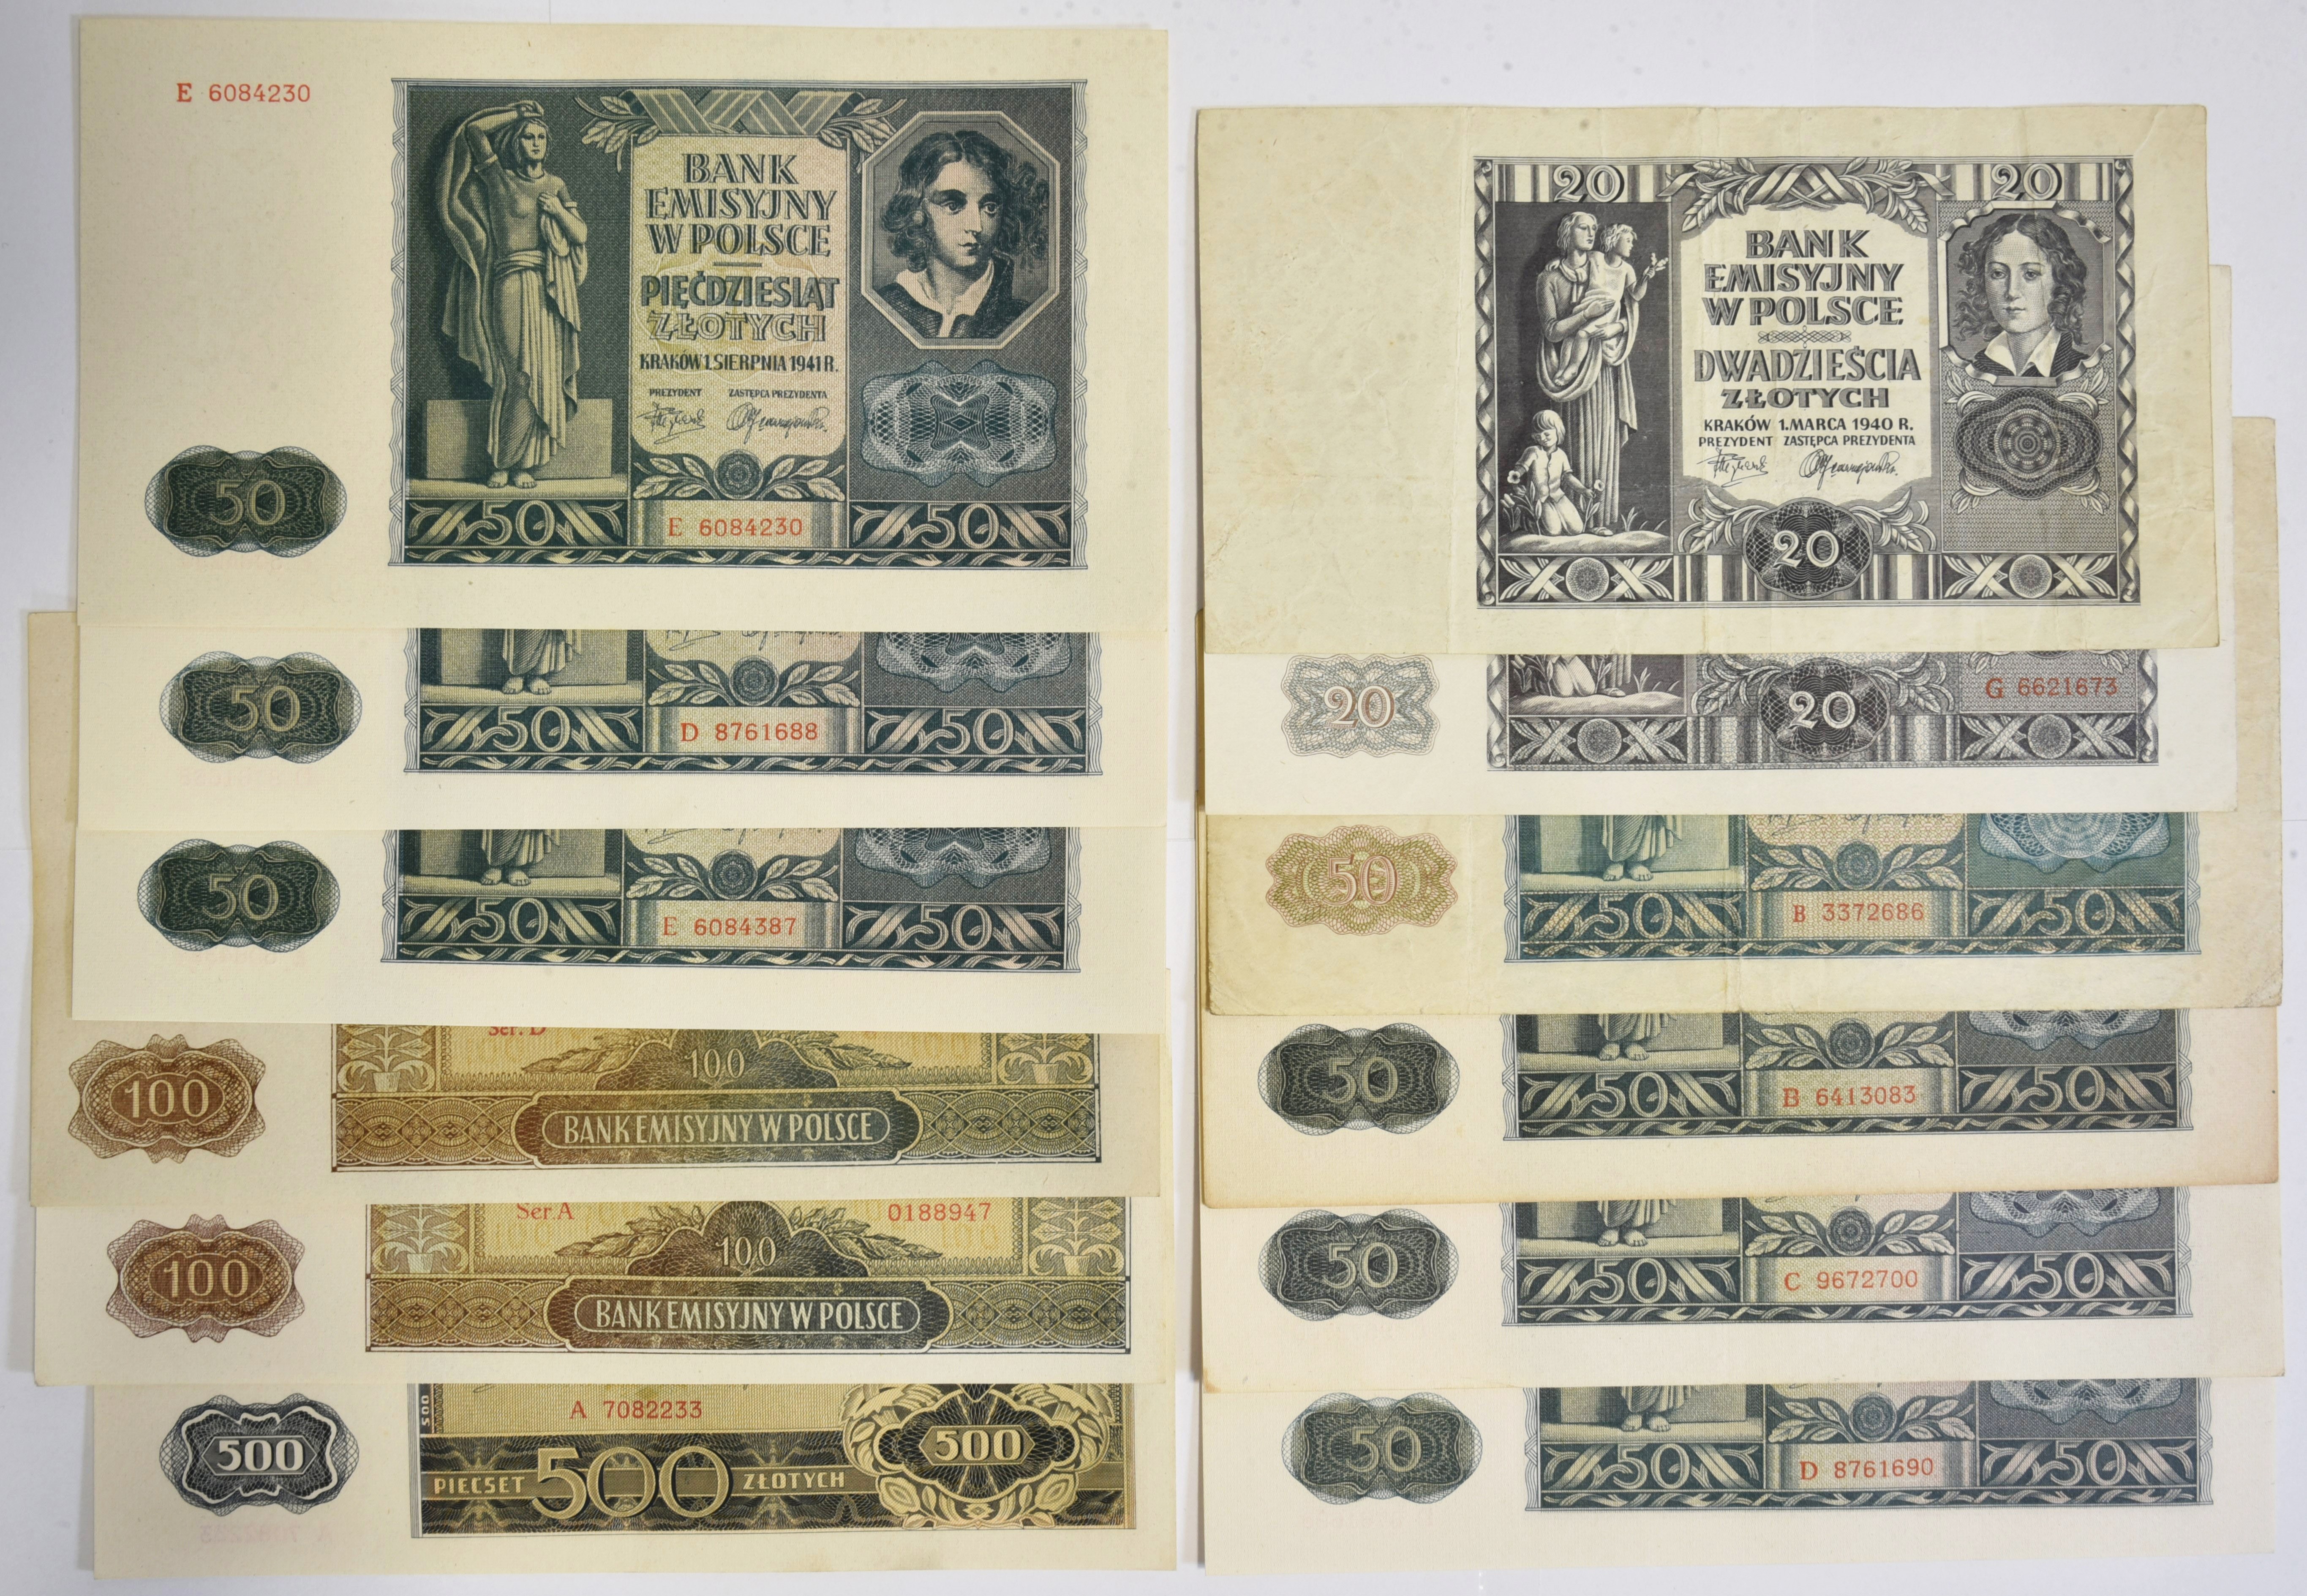 E 6084230
BANK
EMISYJNY
W POLSCE
PIĘĆDZIESIĄT
ZŁOTYCH
KRAKÓW 1.SIERPNIA 1941 R.
PREZYDENT ZASTĘPCA PREZYDENTA
50
50 E 6084230 50
50
50 D 8761688 50
50
50 E 6084387 50
Ser. D
100
100
BANK EMISYJNY W POLSCE
Ser.A 0188947
100
100
BANK EMISYJNY W POLSCE
500
A 7082233
500
500
PIĘCSET 500 ZŁOTYCH
20 20
BANK
EMISYJNY
W POLSCE
DWADZIEŚCIA
ZŁOTYCH
KRAKÓW 1.MARCA 1940 R.
PREZYDENT ZASTĘPCA PREZYDENTA
20
G 6621673
20 20
50
50 B 3372686 50
50
50 B 6413083 50
50
50 C 9672700 50
50
50 D 8761690 50